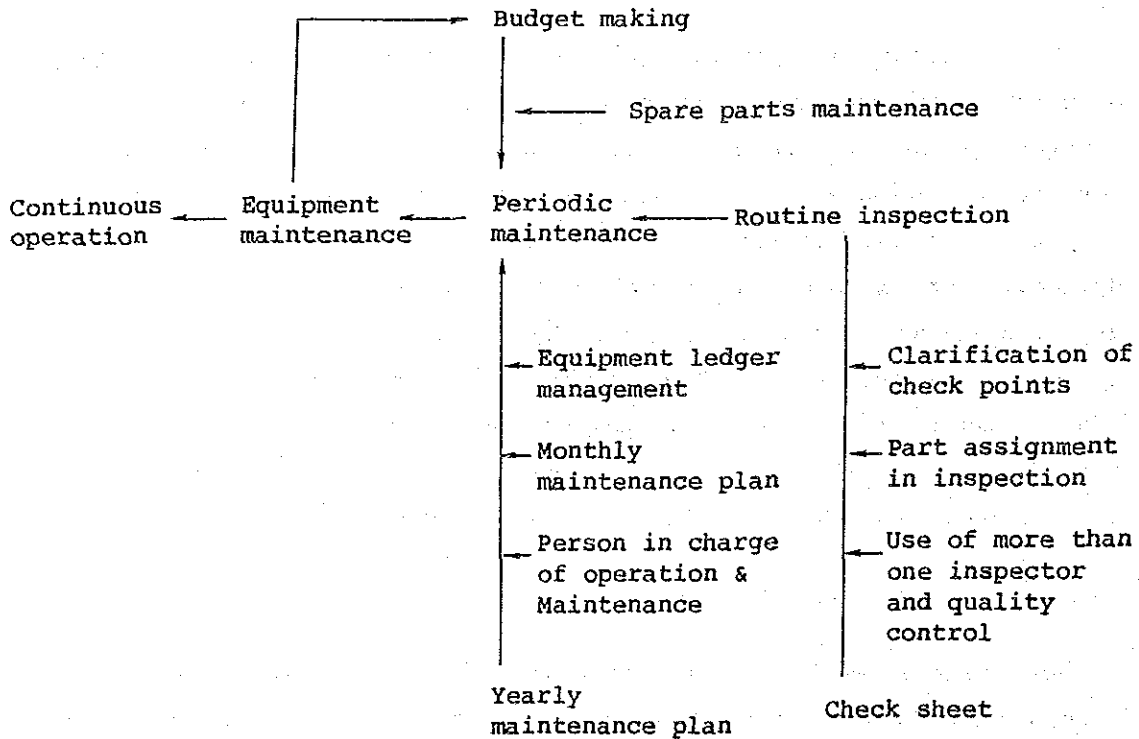 Budget making
Spare parts maintenance
Continuous
operation
Equipment
maintenance
Periodic
maintenance
Routine inspection
Equipment ledger
management
Monthly
maintenance plan
Person in charge
of operation &
Maintenance
Yearly
maintenance plan
Clarification of
check points
Part assignment
in inspection
Use of more than
one inspector
and quality
control
Check sheet